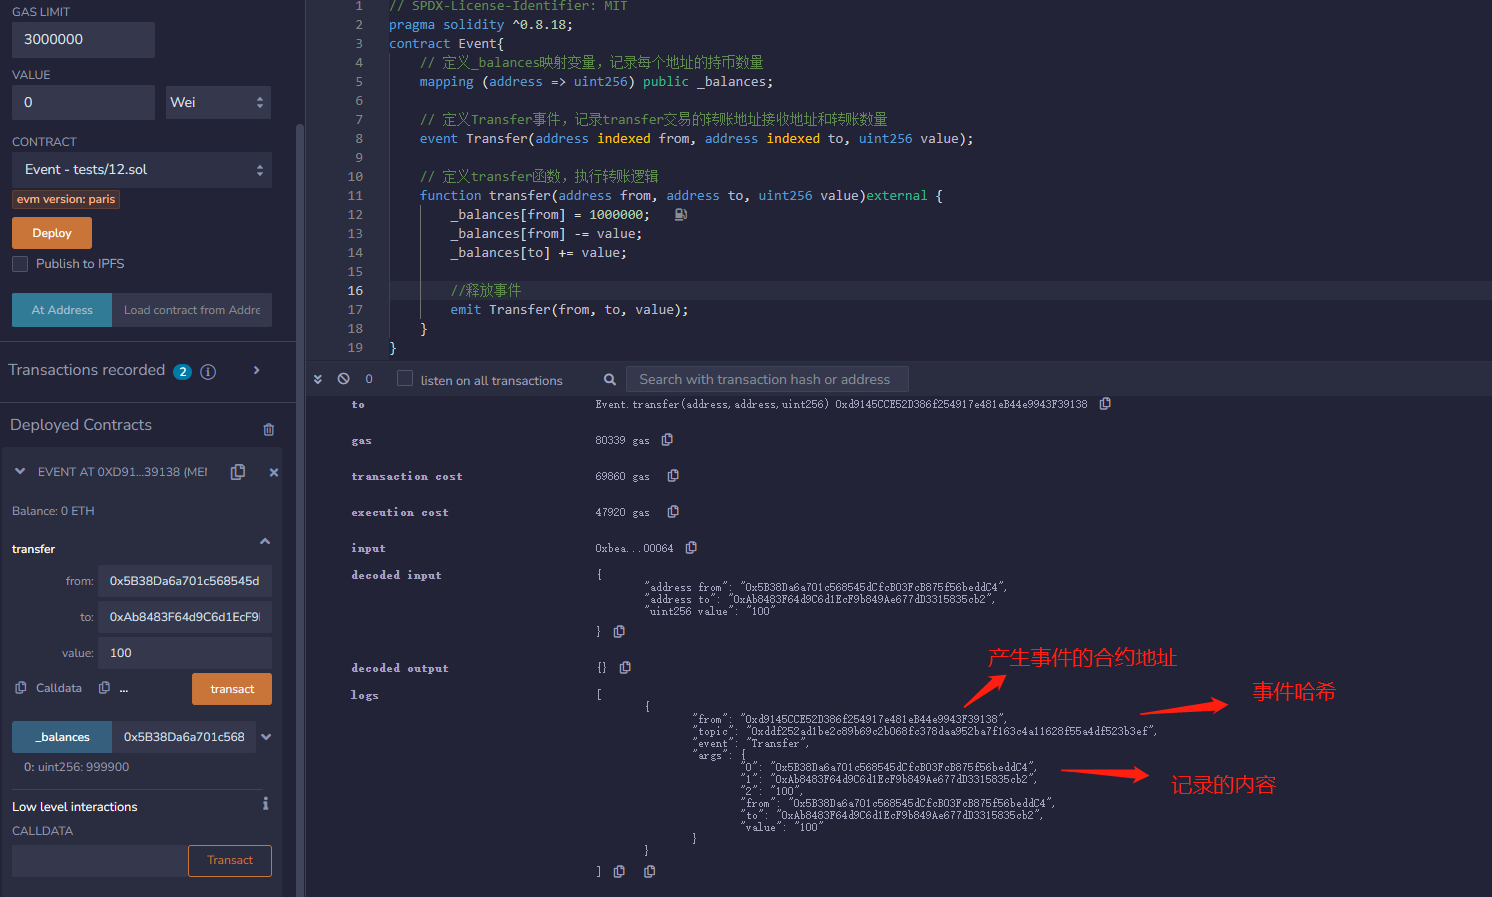 GAS LIMIT
3000000
VALUE
0
Wei
CONTRACT
Event - tests/12.sol
evm version: paris
Deploy
Publish to IPFS
At Address
Load contract from Addre
Transactions recorded 2
Deployed Contracts
EVENT AT 0XD91...39138 (MEI
Balance: 0 ETH
transfer
from: 0x5B38Da6a701c568545d
to: 0xAb8483F64d9C6d1EcF9
value: 100
Calldata
...
transact
_balances
0x5B38Da6a701c568
0: uint256: 999900
Low level interactions
CALLDATA
Transact
1 // SPDX-License-Identifier: MIT
2 pragma solidity ^0.8.18;
3 contract Event{
4 // 定义_balances映射变量，记录每个地址的持币数量
5 mapping (address => uint256) public _balances;
6
7 // 定义Transfer事件，记录transfer交易的转账地址接收地址和转账数量
8 event Transfer(address indexed from, address indexed to, uint256 value);
9
10 // 定义transfer函数，执行转账逻辑
11 function transfer(address from, address to, uint256 value)external {
12 _balances[from] = 1000000;
13 _balances[from] -= value;
14 _balances[to] += value;
15
16 //释放事件
17 emit Transfer(from, to, value);
18 }
19 }
0
listen on all transactions
Search with transaction hash or address
to Event.transfer(address,address,uint256) 0xd9145CCE52D386f254917e481eB44e9943F39138
gas 80339 gas
transaction cost 69860 gas
execution cost 47920 gas
input 0xbea...00064
decoded input {
"address from": "0x5B38Da6a701c568545dCfcB03FcB875f56beddC4",
"address to": "0xAb8483F64d9C6d1EcF9b849Ae677dD3315835cb2",
"uint256 value": "100"
}
decoded output {}
logs [
{
"from": "0xd9145CCE52D386f254917e481eB44e9943F39138",
"topic": "0xddf252ad1be2c89b69c2b068fc378daa952ba7f163c4a11628f55a4df523b3ef",
"event": "Transfer",
"args": {
"0": "0x5B38Da6a701c568545dCfcB03FcB875f56beddC4",
"1": "0xAb8483F64d9C6d1EcF9b849Ae677dD3315835cb2",
"2": "100",
"from": "0x5B38Da6a701c568545dCfcB03FcB875f56beddC4",
"to": "0xAb8483F64d9C6d1EcF9b849Ae677dD3315835cb2",
"value": "100"
}
}
]
产生事件的合约地址
事件哈希
记录的内容